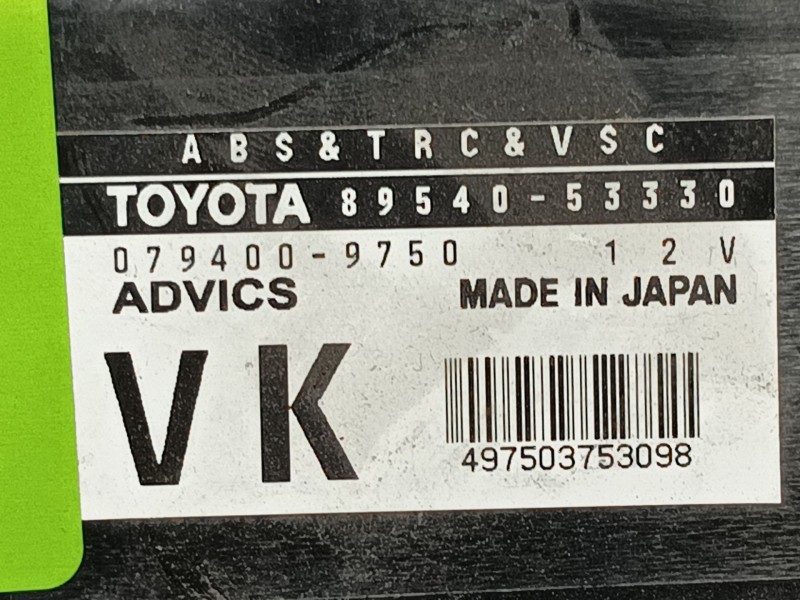 ABS&TRC&VSC
TOYOTA 89540-53330
079400-9750 12V
ADVICS MADE IN JAPAN
VK
497503753098